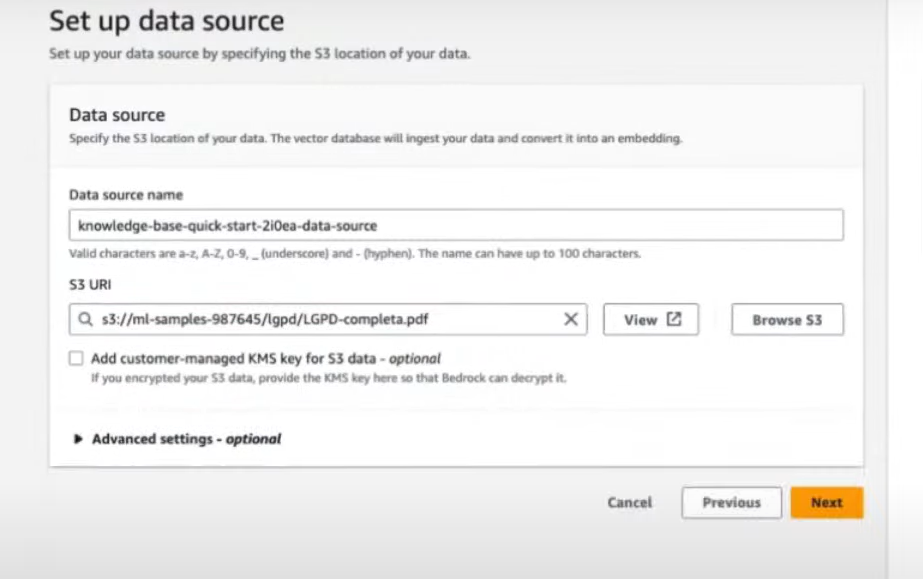 Set up data source
Set up your data source by specifying the S3 location of your data.
Data source
Specify the S3 location of your data. The vector database will ingest your data and convert it into an embedding.
Data source name
knowledge-base-quick-start-2i0ea-data-source
Valid characters are a-z, A-Z, 0-9, _ (underscore) and - (hyphen). The name can have up to 100 characters.
S3 URI
s3://ml-samples-987645/lgpd/LGPD-completa.pdf
View
Browse S3
Add customer-managed KMS key for S3 data - optional
If you encrypted your S3 data, provide the KMS key here so that Bedrock can decrypt it.
Advanced settings - optional
Cancel
Previous
Next